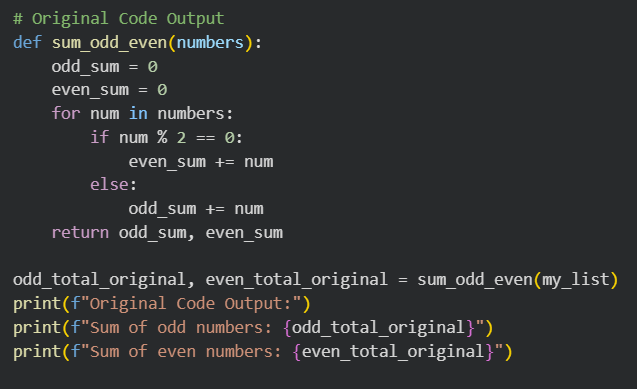 # Original Code Output
def sum_odd_even(numbers):
    odd_sum = 0
    even_sum = 0
    for num in numbers:
        if num % 2 == 0:
            even_sum += num
        else:
            odd_sum += num
    return odd_sum, even_sum

odd_total_original, even_total_original = sum_odd_even(my_list)
print(f"Original Code Output:")
print(f"Sum of odd numbers: {odd_total_original}")
print(f"Sum of even numbers: {even_total_original}")